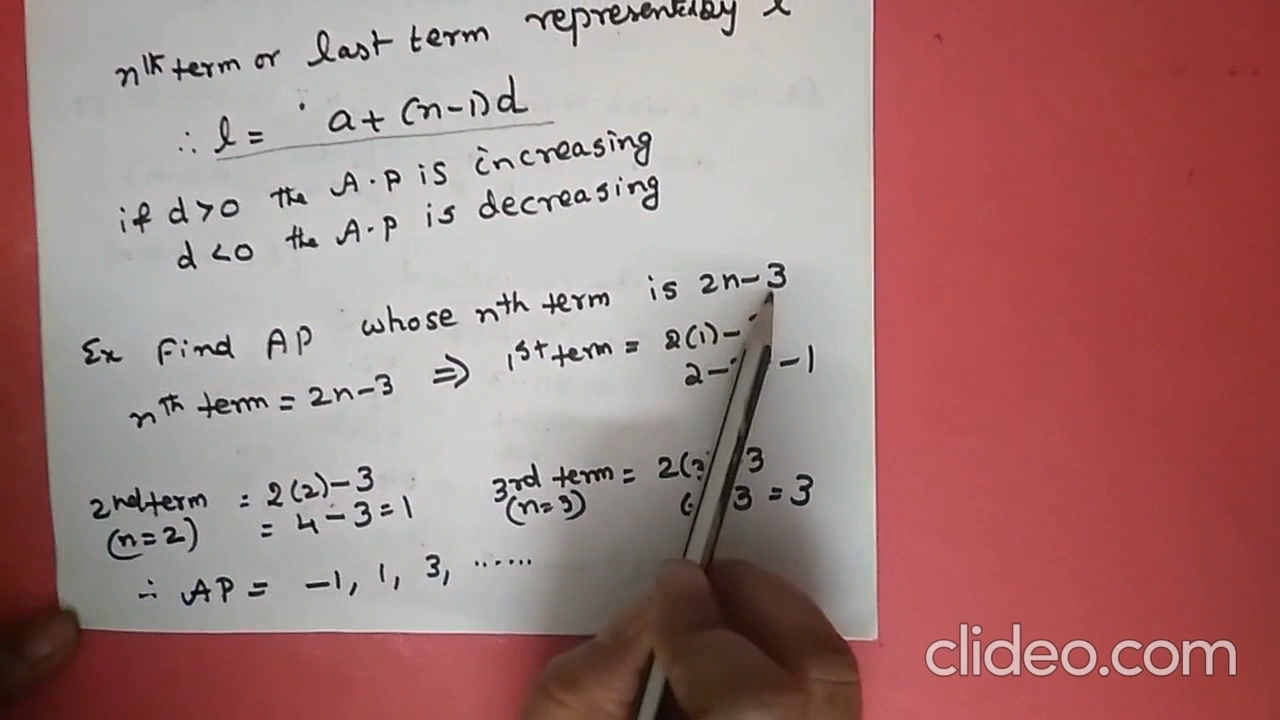 nth term or last term represented by l
∴ l = a + (n-1)d
if d > 0 the A.P is increasing
d < 0 the A.P is decreasing
Ex Find AP whose nth term is 2n-3
nth term = 2n-3 ⇒ 1st term = 2(1)-
2- -1
2nd term = 2(2)-3
(n=2) = 4-3=1
3rd term = 2( 3
(n=3) 3 = 3
∴ AP = -1, 1, 3, ......
clideo.com